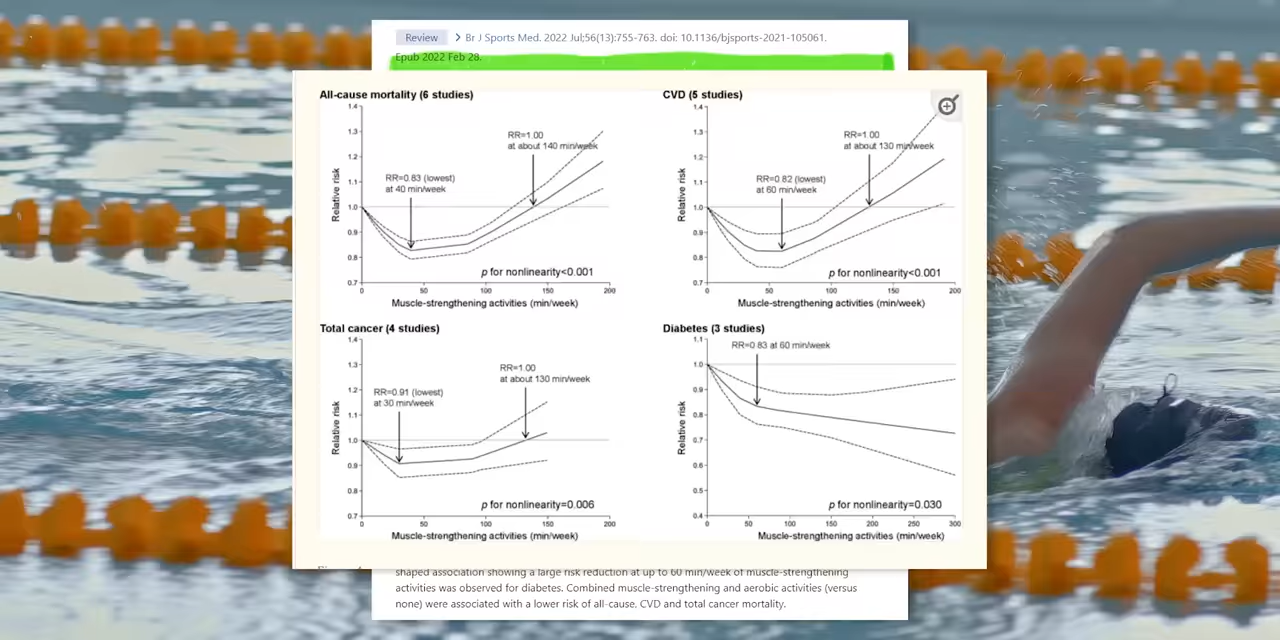 Review > Br J Sports Med. 2022 Jul;56(13):755-763. doi: 10.1136/bjsports-2021-105061.
Epub 2022 Feb 28.
All-cause mortality (6 studies)
1.4
1.3
1.2
1.1
1.0
0.9
0.8
0.7
Relative risk
RR=0.83 (lowest)
at 40 min/week
RR=1.00
at about 140 min/week
p for nonlinearity<0.001
0 50 100 150 200
Muscle-strengthening activities (min/week)
CVD (5 studies)
1.4
1.3
1.2
1.1
1.0
0.9
0.8
0.7
Relative risk
RR=0.82 (lowest)
at 60 min/week
RR=1.00
at about 130 min/week
p for nonlinearity<0.001
0 50 100 150 200
Muscle-strengthening activities (min/week)
Total cancer (4 studies)
1.4
1.3
1.2
1.1
1.0
0.9
0.8
0.7
Relative risk
RR=0.91 (lowest)
at 30 min/week
RR=1.00
at about 130 min/week
p for nonlinearity=0.006
0 50 100 150 200
Muscle-strengthening activities (min/week)
Diabetes (3 studies)
1.1
1.0
0.9
0.8
0.7
0.6
0.5
0.4
Relative risk
RR=0.83 at 60 min/week
p for nonlinearity=0.030
0 50 100 150 200 250 300
Muscle-strengthening activities (min/week)
shaped association showing a large risk reduction at up to 60 min/week of muscle-strengthening
activities was observed for diabetes. Combined muscle-strengthening and aerobic activities (versus
none) were associated with a lower risk of all-cause. CVD and total cancer mortality.